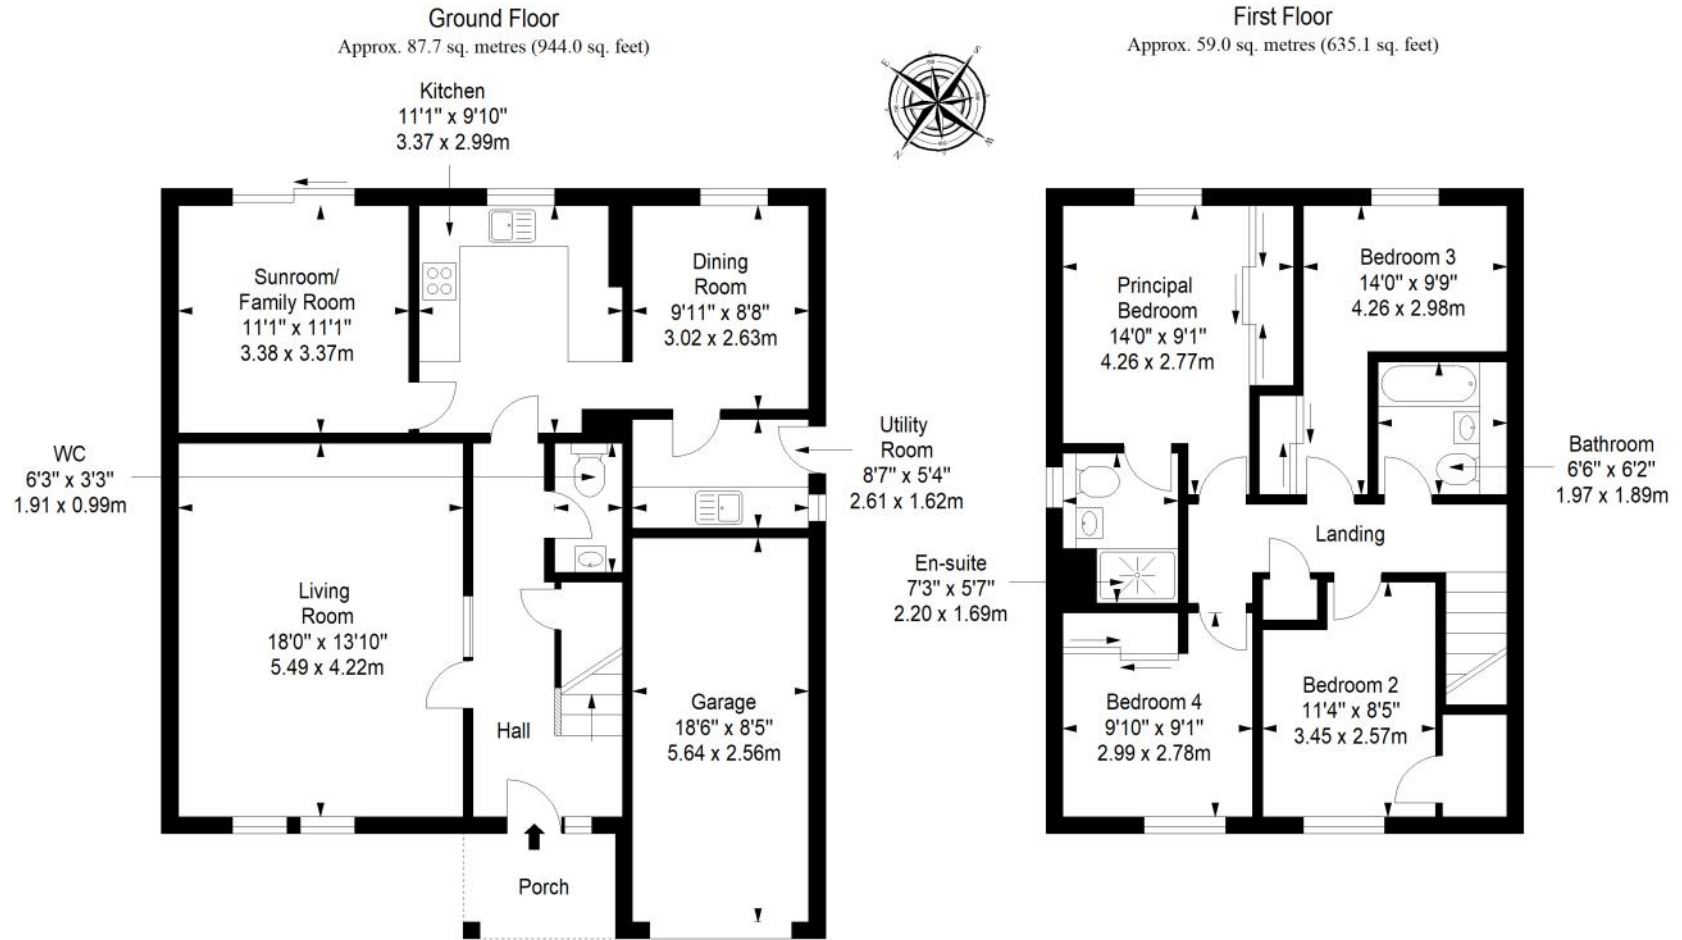 Ground Floor
Approx. 87.7 sq. metres (944.0 sq. feet)
First Floor
Approx. 59.0 sq. metres (635.1 sq. feet)
S
E
W
N
Kitchen
11'1" x 9'10"
3.37 x 2.99m
Sunroom/
Family Room
11'1" x 11'1"
3.38 x 3.37m
Dining
Room
9'11" x 8'8"
3.02 x 2.63m
WC
6'3" x 3'3"
1.91 x 0.99m
Utility
Room
8'7" x 5'4"
2.61 x 1.62m
Living
Room
18'0" x 13'10"
5.49 x 4.22m
Hall
Garage
18'6" x 8'5"
5.64 x 2.56m
Porch
Principal
Bedroom
14'0" x 9'1"
4.26 x 2.77m
Bedroom 3
14'0" x 9'9"
4.26 x 2.98m
Bathroom
6'6" x 6'2"
1.97 x 1.89m
Landing
En-suite
7'3" x 5'7"
2.20 x 1.69m
Bedroom 4
9'10" x 9'1"
2.99 x 2.78m
Bedroom 2
11'4" x 8'5"
3.45 x 2.57m